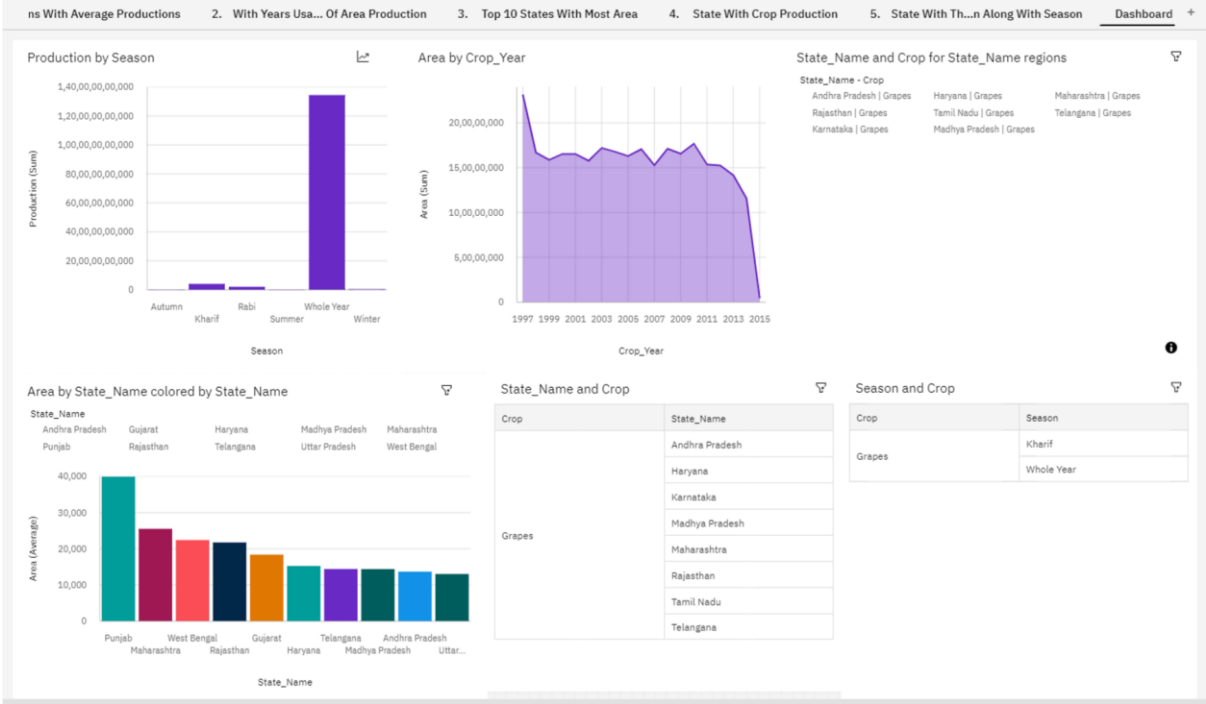 ns With Average Productions
2. With Years Usa... Of Area Production
3. Top 10 States With Most Area
4. State With Crop Production
5. State With Th...n Along With Season
Dashboard +
Production by Season
1,40,00,00,00,000
1,20,00,00,00,000
1,00,00,00,00,000
80,00,00,00,000
60,00,00,00,000
40,00,00,00,000
20,00,00,00,000
0
Production (Sum)
Autumn Rabi Whole Year
Kharif Summer Winter
Season
Area by Crop_Year
20,00,00,000
15,00,00,000
10,00,00,000
5,00,00,000
0
Area (Sum)
1997 1999 2001 2003 2005 2007 2009 2011 2013 2015
Crop_Year
State_Name and Crop for State_Name regions
State_Name - Crop
Andhra Pradesh | Grapes Haryana | Grapes Maharashtra | Grapes
Rajasthan | Grapes Tamil Nadu | Grapes Telangana | Grapes
Karnataka | Grapes Madhya Pradesh | Grapes
Area by State_Name colored by State_Name
State_Name
Andhra Pradesh Gujarat Haryana Madhya Pradesh Maharashtra
Punjab Rajasthan Telangana Uttar Pradesh West Bengal
40,000
30,000
20,000
10,000
0
Area (Average)
Punjab West Bengal Gujarat Telangana Andhra Pradesh
Maharashtra Rajasthan Haryana Madhya Pradesh Uttar...
State_Name
State_Name and Crop
Crop State_Name
Grapes
Andhra Pradesh
Haryana
Karnataka
Madhya Pradesh
Maharashtra
Rajasthan
Tamil Nadu
Telangana
Season and Crop
Crop Season
Grapes
Kharif
Whole Year